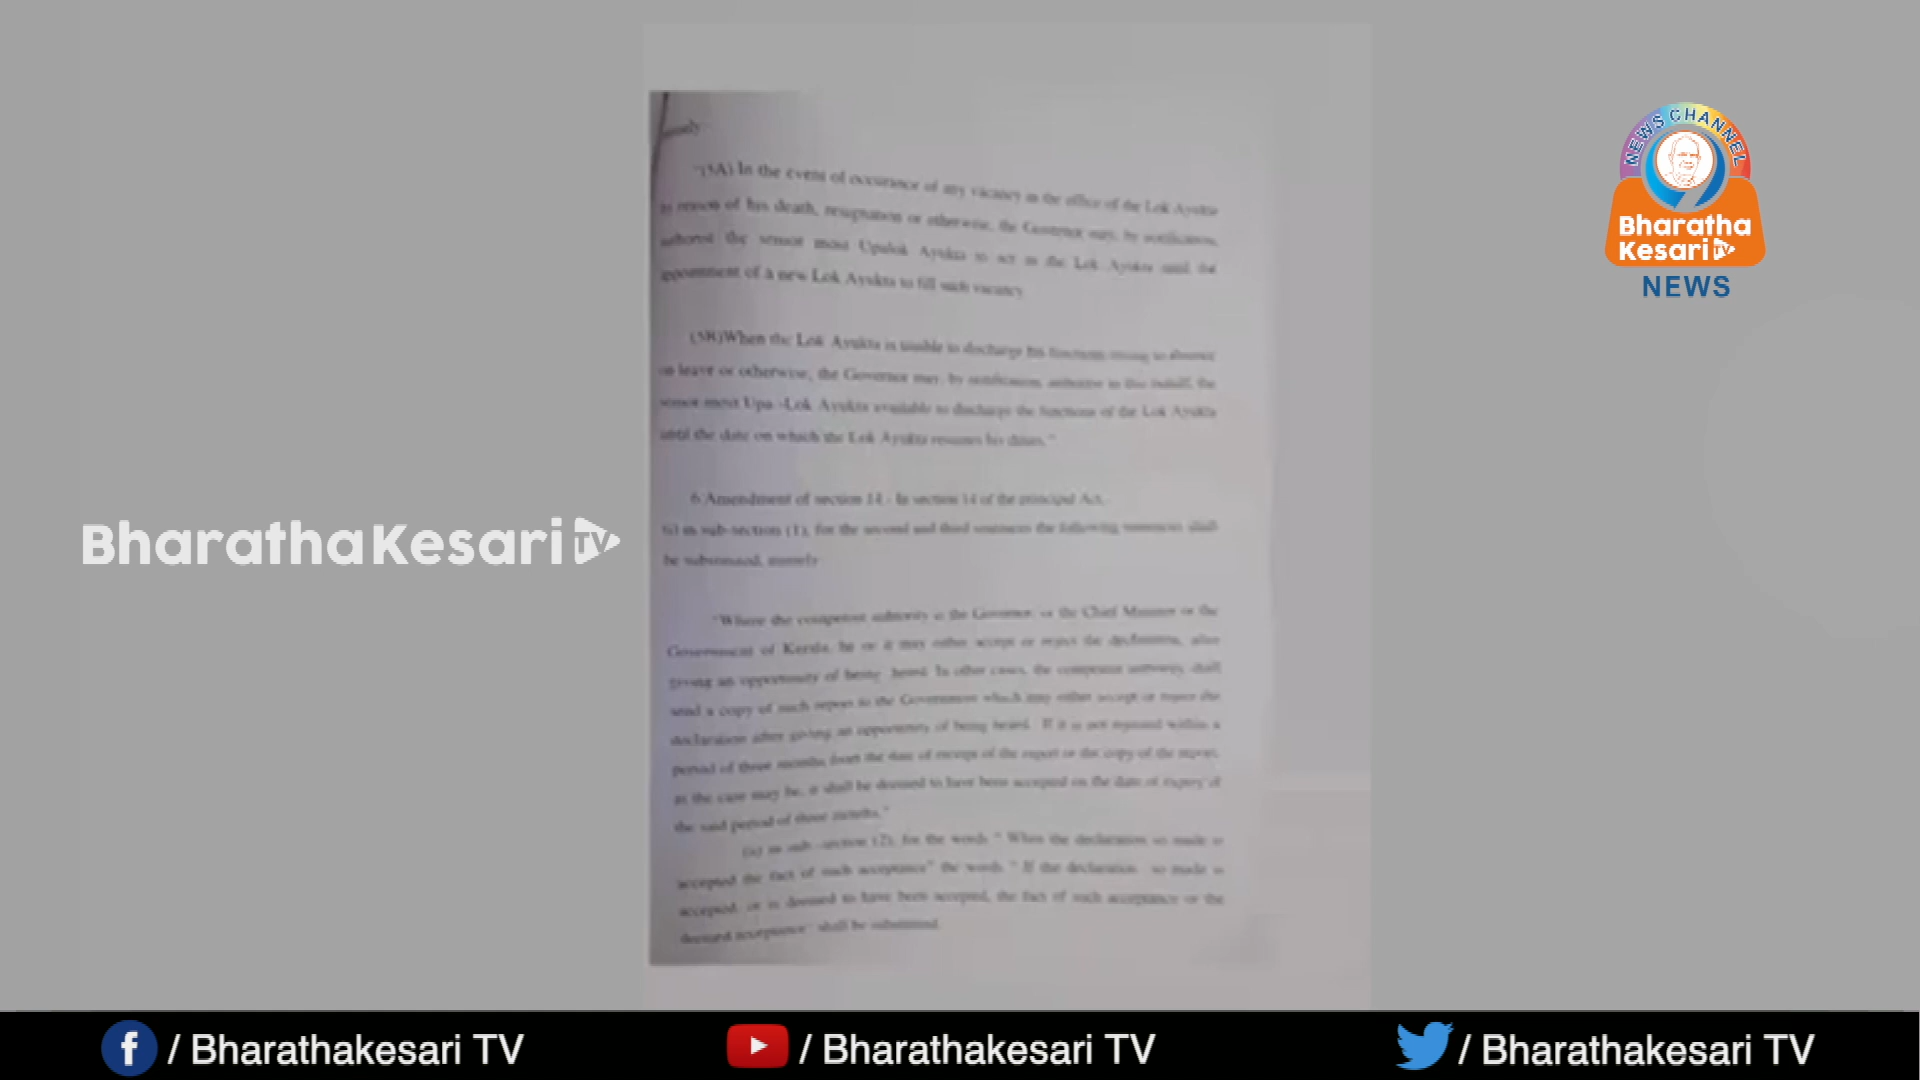 "(5A) In the event of occurrance of any vacancy in the office of the Lok Ayukta
reason of his death, resignation or otherwise, the Governor may, by notification,
the senior most Upalok Ayukta to act as the Lok Ayukta until the
of a new Lok Ayukta to fill such vacancy
(5B)When the Lok Ayukta is unable to discharge his functions owing to absence
on leave or otherwise, the Governor may, by notification, authorise in this behalf, the
senior most Upa -Lok Ayukta available to discharge the functions of the Lok Ayukta
until the date on which the Lok Ayukta resumes his duties."
6 Amendment of section 14.- In section 14 of the principal Act,
(i) in sub-section (1), for the second and third sentences the following sentences shall
be substituted, namely
"Where the competent authority is the Governor, or the Chief Minister or the
Government of Kerala, he or it may either accept or reject the declaration, after
giving an opportunity of being heard. In other cases, the competent authority shall
send a copy of such report to the Government which may either accept or reject the
declaration after giving an opportunity of being heard. If it is not rejected within a
period of three months from the date of receipt of the report or the copy of the report,
as the case may be, it shall be deemed to have been accepted on the date of expiry of
the said period of three months."
(ii) in sub -section (2), for the words " When the declaration so made is
accepted the fact of such acceptance" the words " If the declaration so made is
accepted, or is deemed to have been accepted, the fact of such acceptance or the
deemed acceptance" shall be substituted.
NEWS CHANNEL
Bharatha
Kesari TV
NEWS
BharathaKesari TV
/ Bharathakesari TV
/ Bharathakesari TV
/ Bharathakesari TV